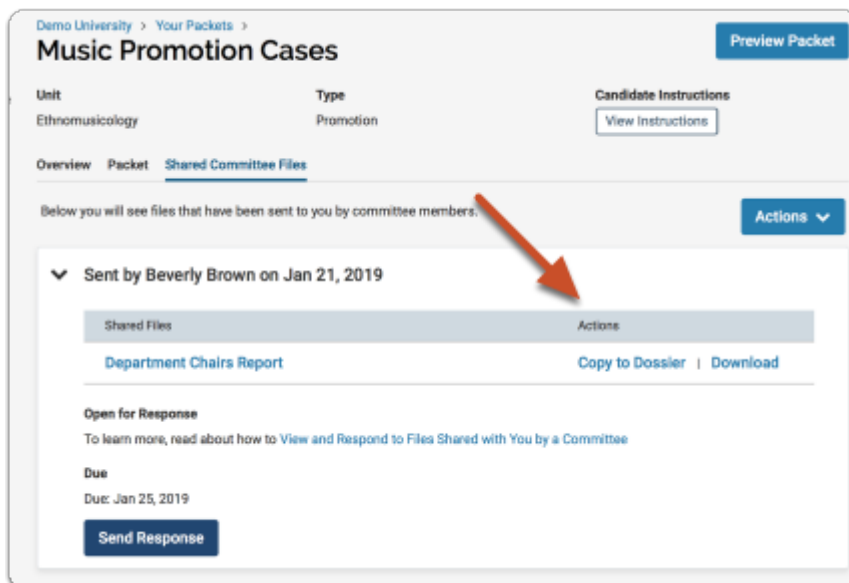 Demo University > Your Packets >
Music Promotion Cases
Preview Packet
Unit
Type
Candidate Instructions
Ethnomusicology
Promotion
View Instructions
Overview Packet Shared Committee Files
Below you will see files that have been sent to you by committee members.
Actions
Sent by Beverly Brown on Jan 21, 2019
Shared Files
Actions
Department Chairs Report
Copy to Dossier | Download
Open for Response
To learn more, read about how to View and Respond to Files Shared with You by a Committee
Due
Due: Jan 25, 2019
Send Response